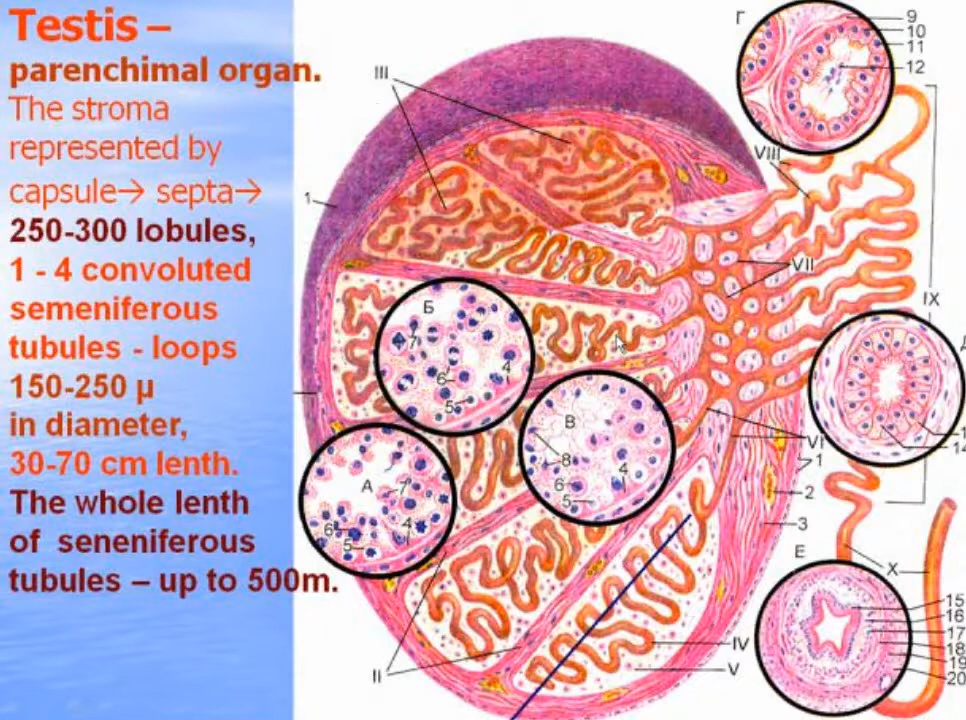 Testis –
parenchimal organ.
The stroma
represented by
capsule→ septa→
250-300 lobules,
1 - 4 convoluted
semeniferous
tubules - loops
150-250 µ
in diameter,
30-70 cm lenth.
The whole lenth
of seneniferous
tubules – up to 500m.
III
1
II
Б
7
6
4
5
В
8
4
6
5
А
7
6
4
5
Г
9
10
11
12
VIII
VII
IX
14
VI
1
2
3
IV
V
X
Е
15
16
17
18
19
20